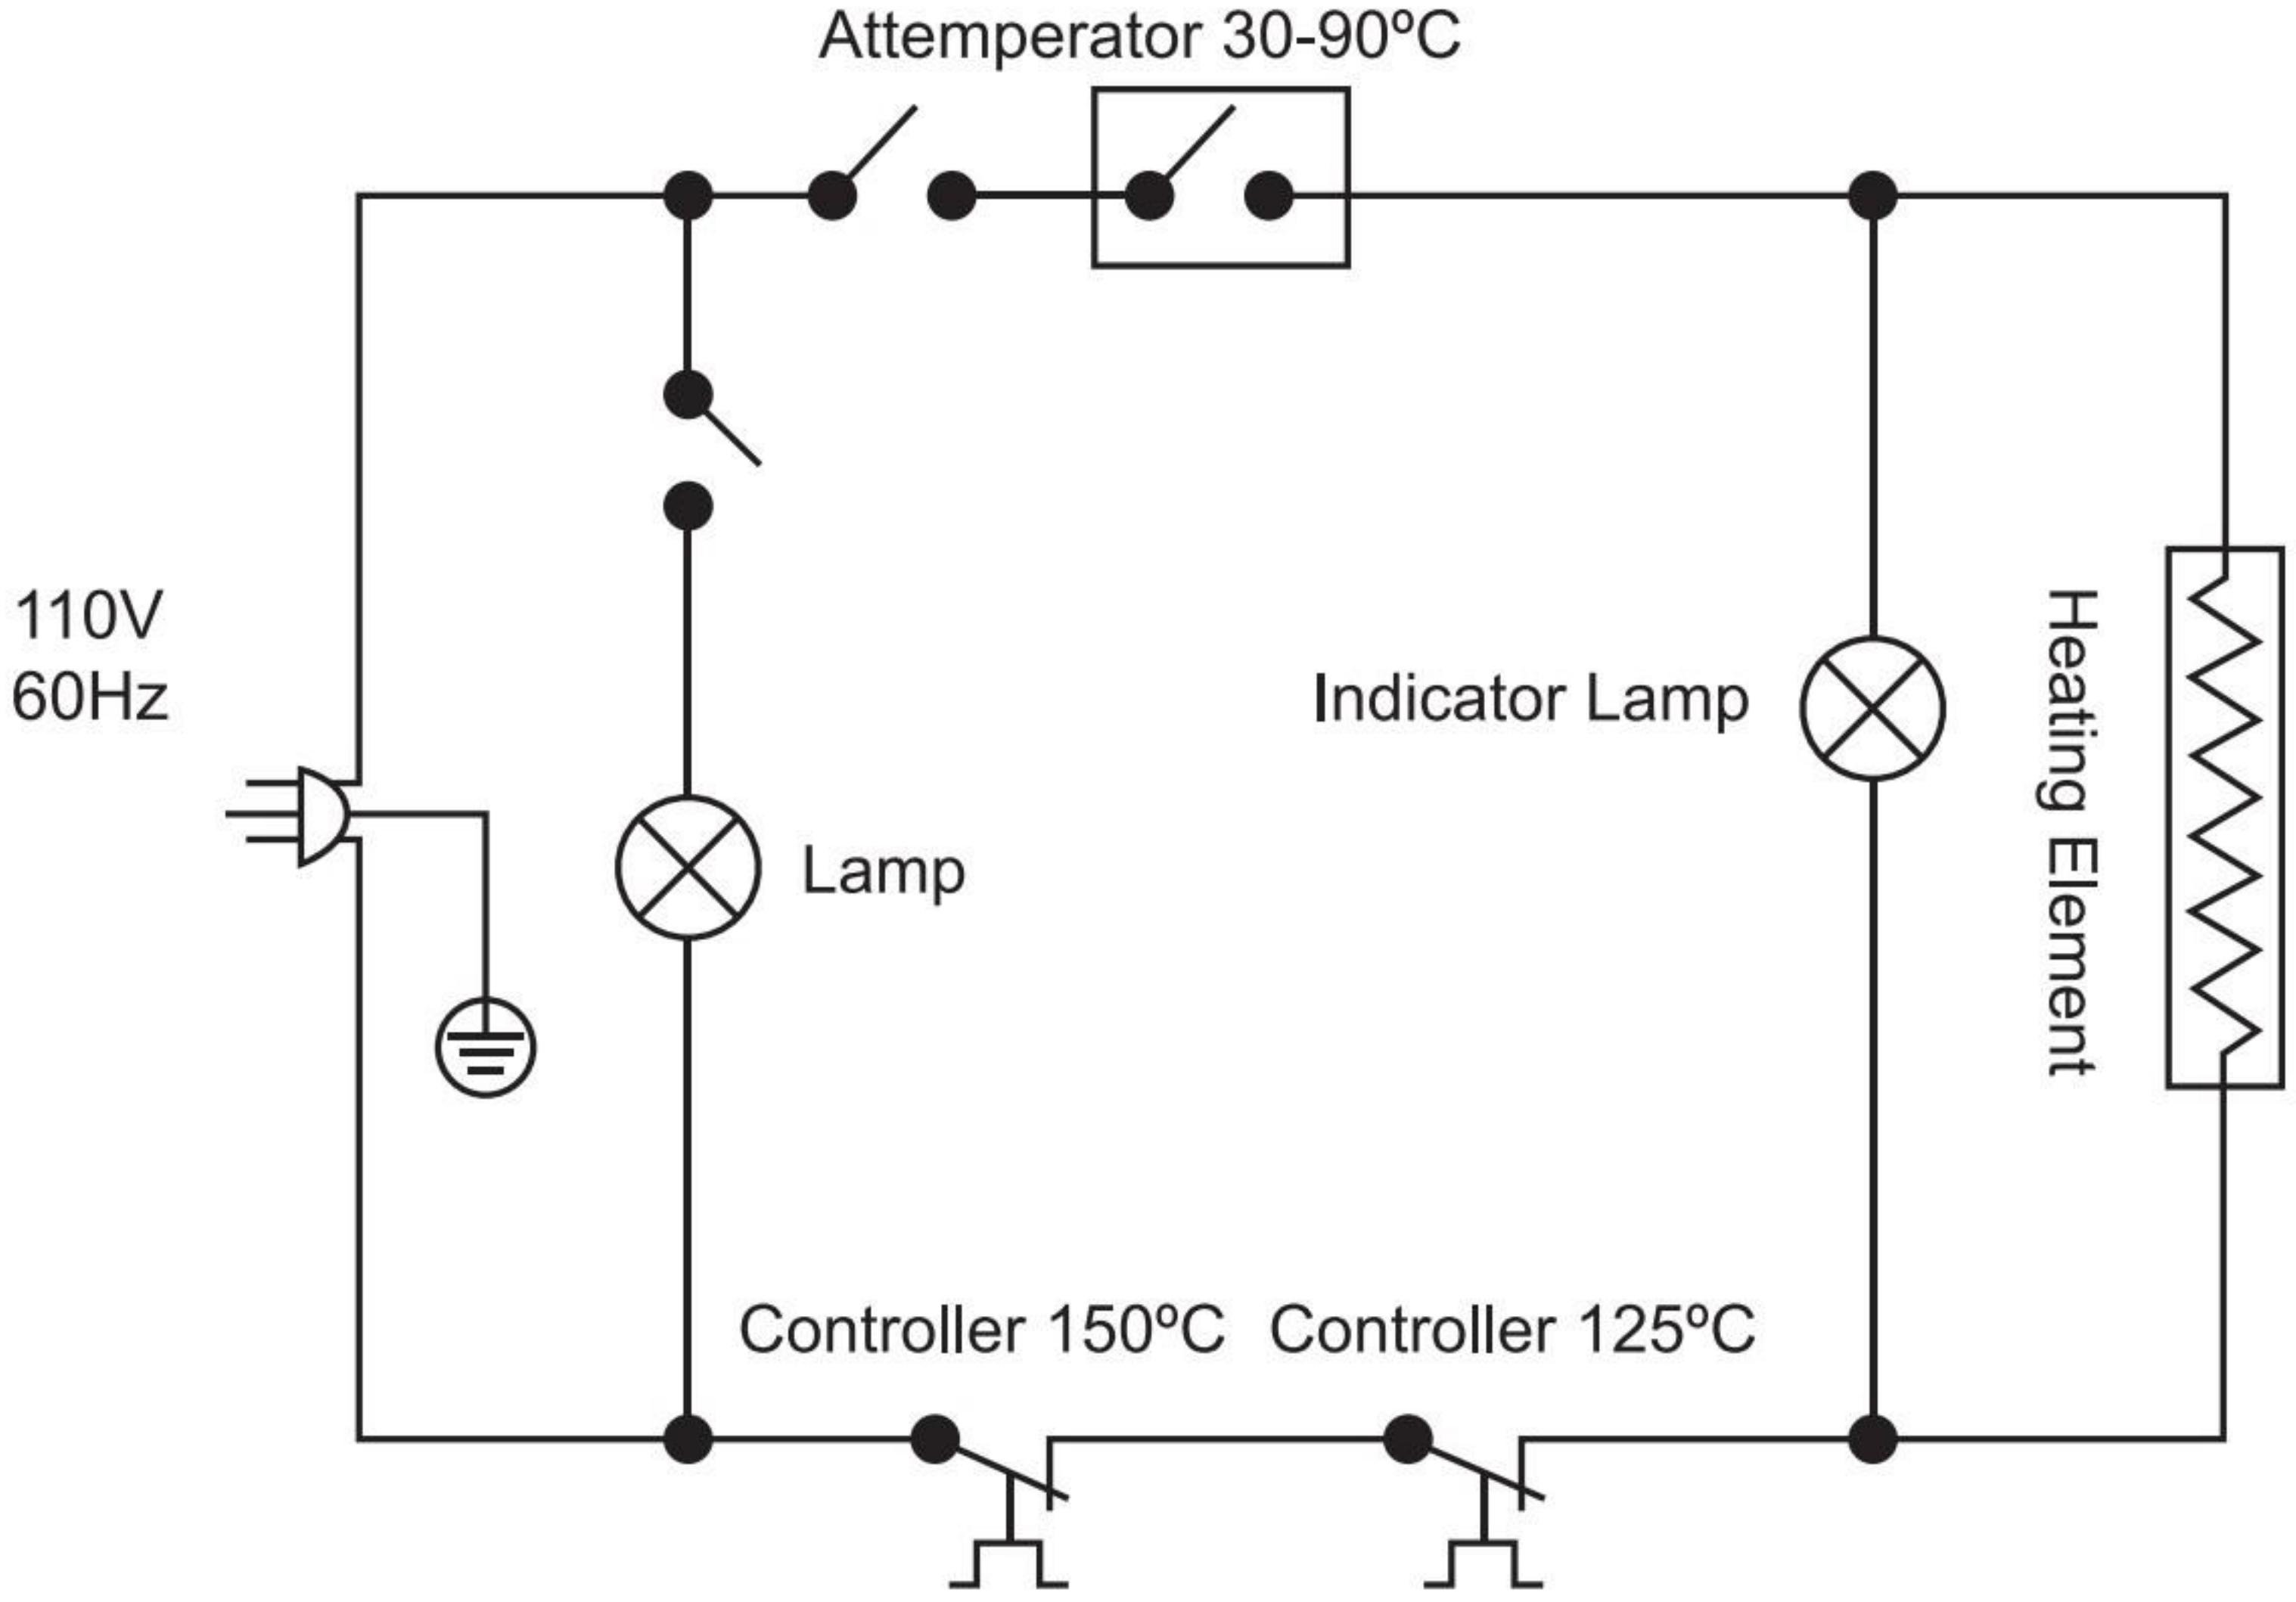 Attemperator 30-90ºC
110V
60Hz
Indicator Lamp
Heating Element
Lamp
Controller 150ºC
Controller 125ºC